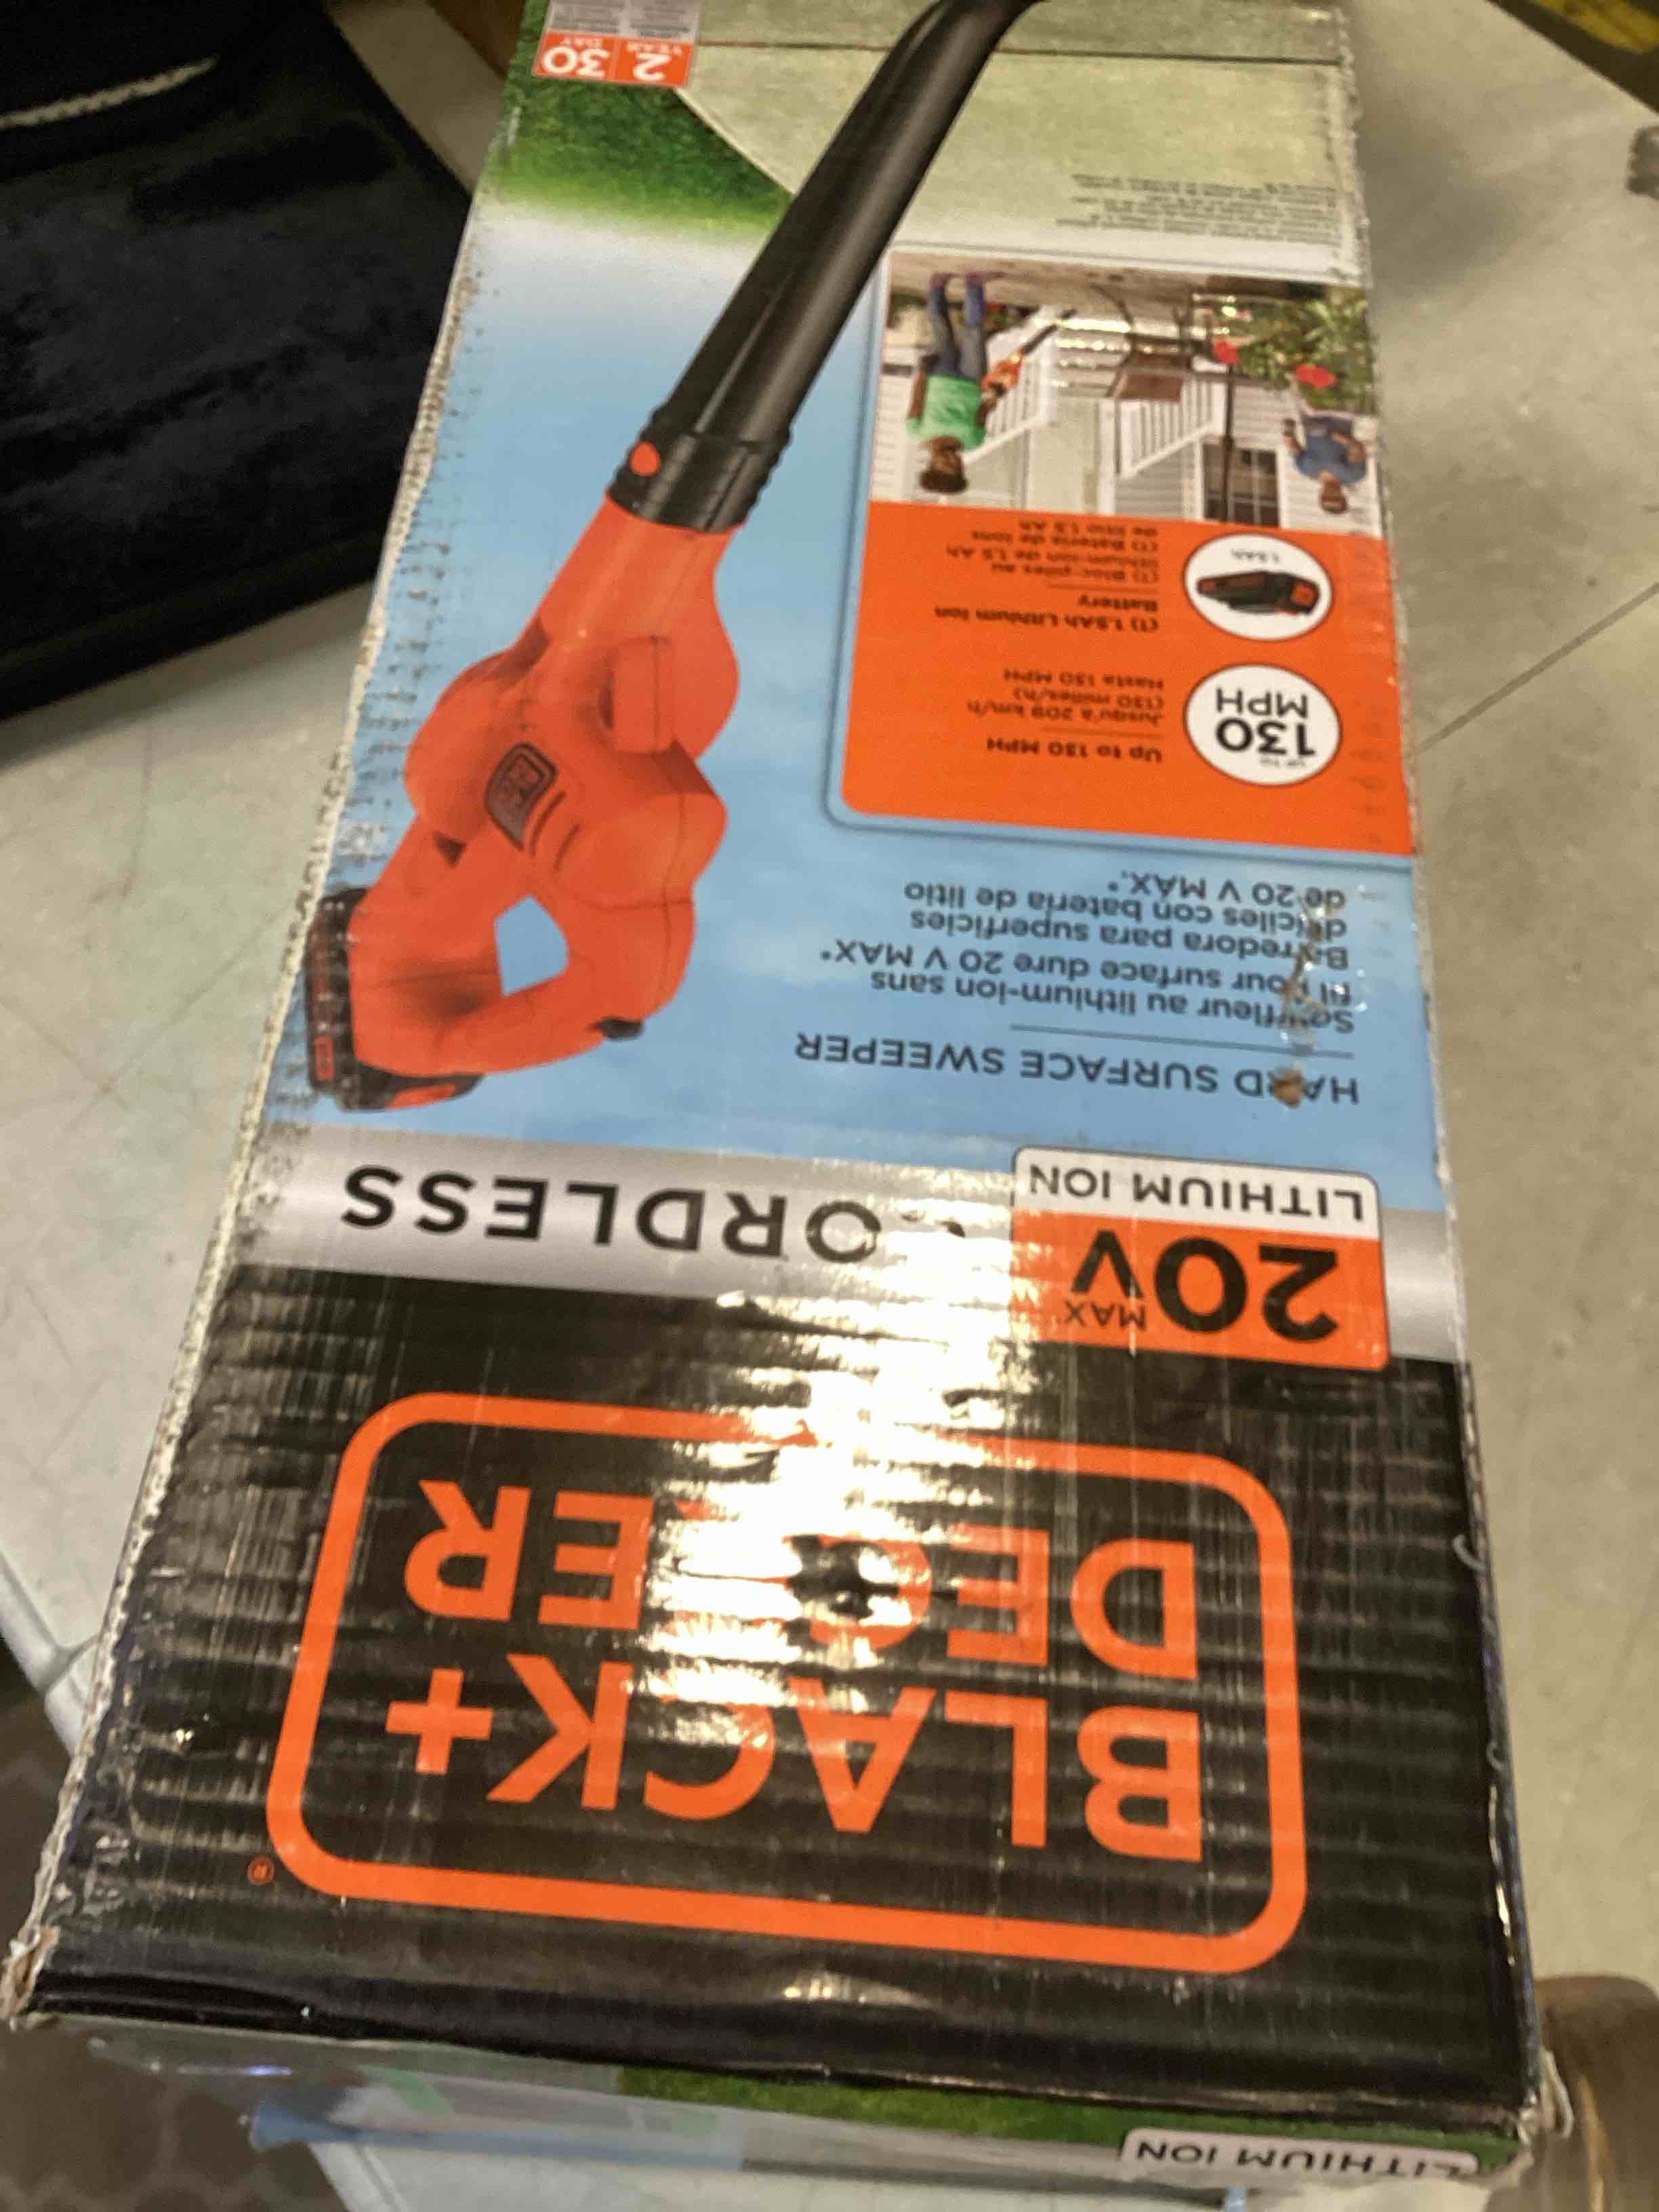 BLACK+
DECKER
®
20V
MAX
LITHIUM ION
CORDLESS
HARD SURFACE SWEEPER
Souffleur au lithium-ion sans
fil pour surface dure 20 V MAX*
Barredora para superficies
difíciles con batería de litio
de 20 V MAX*.
UP TO
130
MPH
Up to 130 MPH
Jusqu'à 209 km/h
(130 milles/h)
Hasta 130 MPH
1.5Ah
(1) 1.5Ah Lithium Ion
Battery
(1) Bloc-piles au
lithium-ion de 1,5 Ah
(1) Batería de iones
de litio 1,5 Ah
2
YEAR
30
DAY
LITHIUM ION